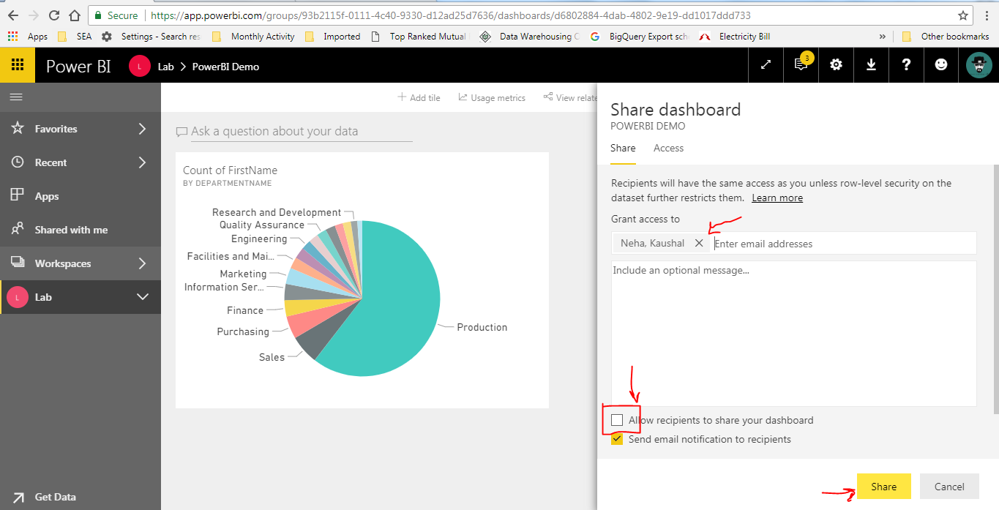 Secure https://app.powerbi.com/groups/93b2115f-0111-4c40-9330-d12ad25d7636/dashboards/d6802884-4dab-4802-9e19-dd1017ddd733
Apps SEA Settings - Search res Monthly Activity Imported Top Ranked Mutual Data Warehousing C BigQuery Export sch Electricity Bill » Other bookmarks
Power BI L Lab > PowerBI Demo 3 ?
Add tile Usage metrics View relate
Favorites
Recent
Apps
Shared with me
Workspaces
L Lab
Get Data
Ask a question about your data
Count of FirstName
BY DEPARTMENTNAME
Research and Development
Quality Assurance
Engineering
Facilities and Mai...
Marketing
Information Ser...
Finance
Purchasing
Sales
Production
Share dashboard
POWERBI DEMO
Share Access
Recipients will have the same access as you unless row-level security on the
dataset further restricts them. Learn more
Grant access to
Neha, Kaushal Enter email addresses
Include an optional message...
Allow recipients to share your dashboard
Send email notification to recipients
Share Cancel